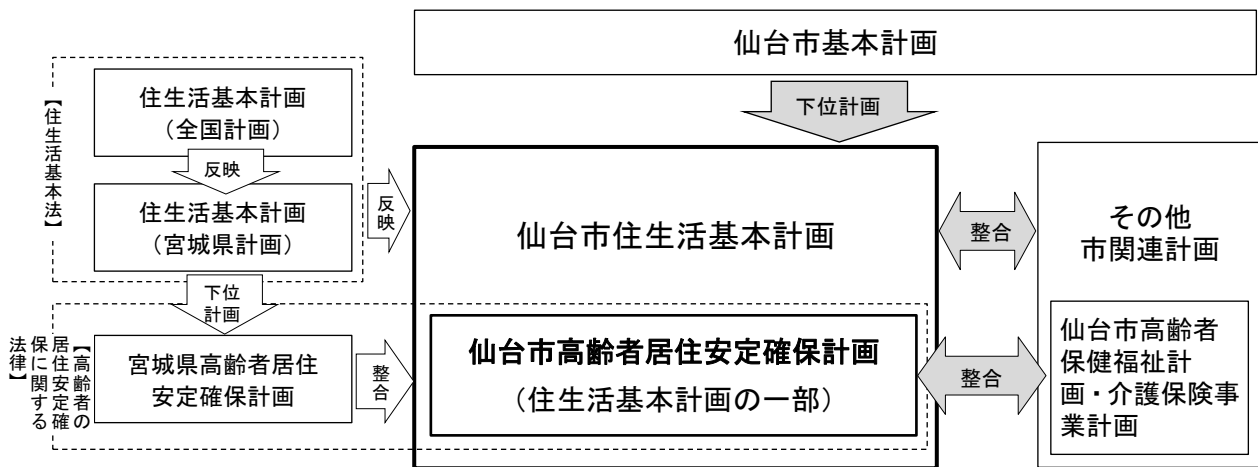 仙台市基本計画
下位計画
【住生活基本法】
住生活基本計画
（全国計画）
反映
住生活基本計画
（宮城県計画）
反映
仙台市住生活基本計画
整合
その他
市関連計画
下位
計画
【高齢者の
居住安定確
保に関する
法律】
宮城県高齢者居住
安定確保計画
整合
仙台市高齢者居住安定確保計画
（住生活基本計画の一部）
整合
仙台市高齢者
保健福祉計
画・介護保険事
業計画